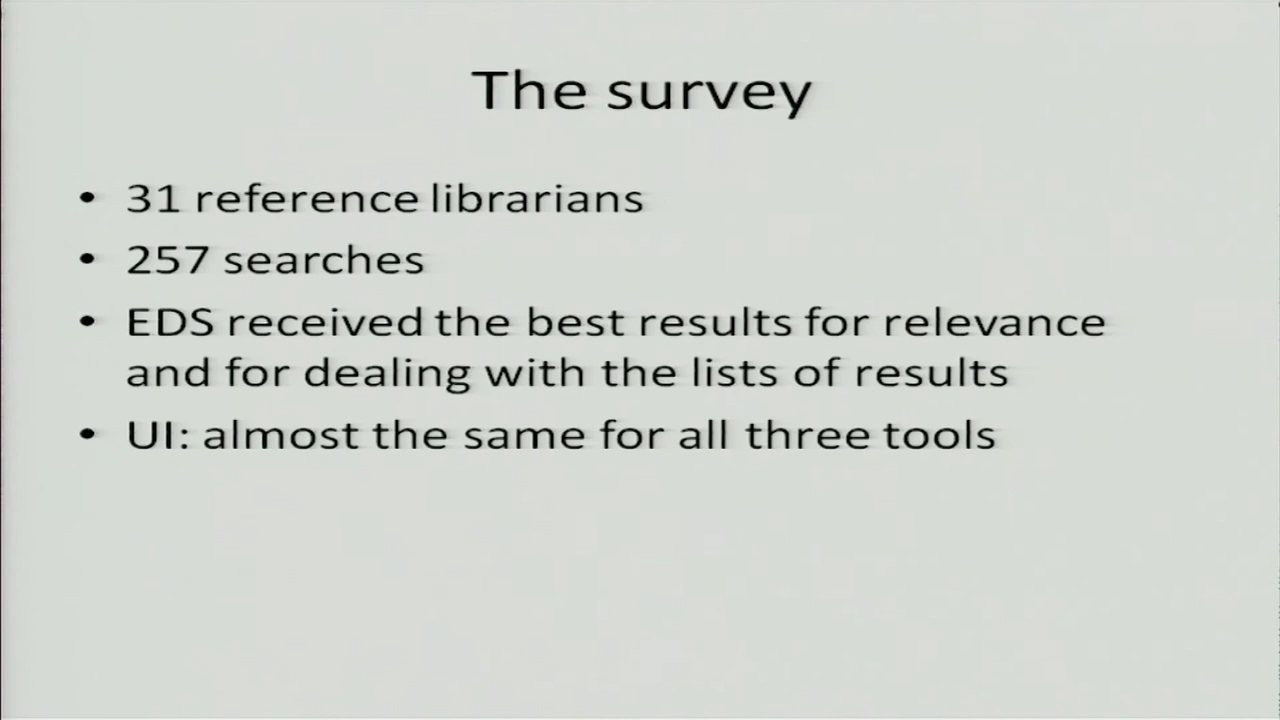 The survey
• 31 reference librarians
• 257 searches
• EDS received the best results for relevance
and for dealing with the lists of results
• UI: almost the same for all three tools